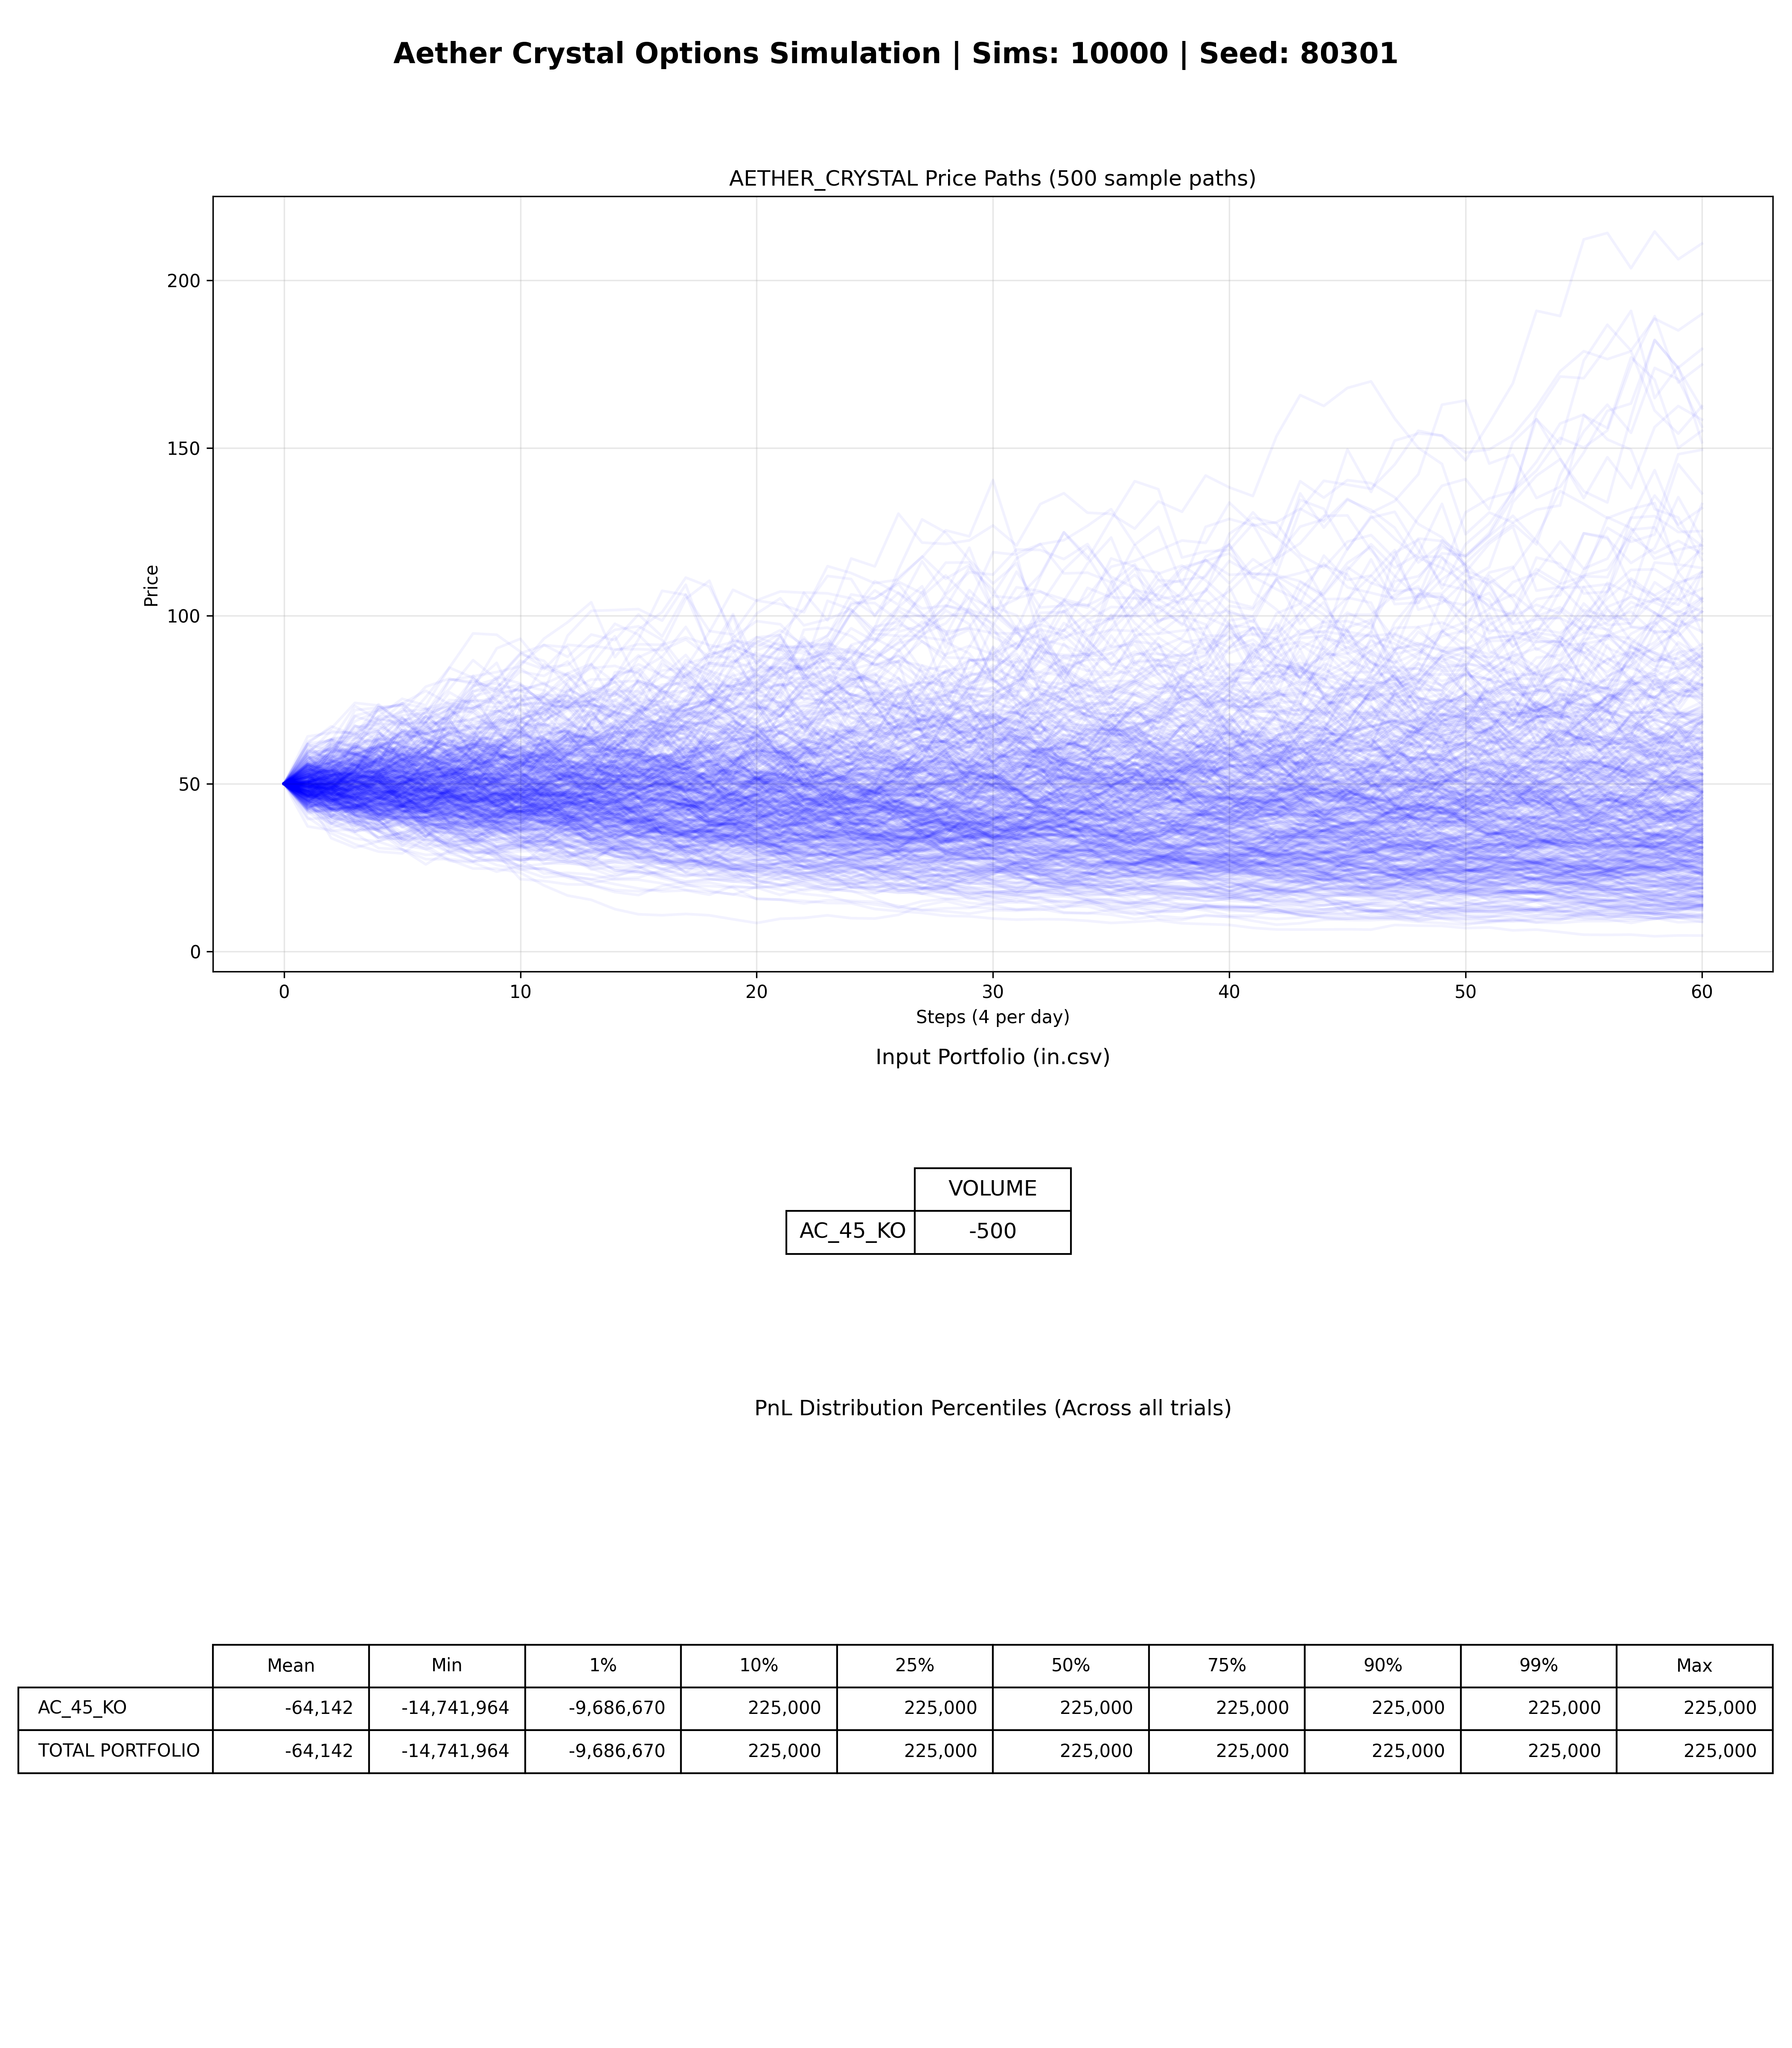 Aether Crystal Options Simulation | Sims: 10000 | Seed: 80301
AETHER_CRYSTAL Price Paths (500 sample paths)
Price
200
150
100
50
0
0 10 20 30 40 50 60
Steps (4 per day)
Input Portfolio (in.csv)
VOLUME
AC_45_KO -500
PnL Distribution Percentiles (Across all trials)
Mean Min 1% 10% 25% 50% 75% 90% 99% Max
AC_45_KO -64,142 -14,741,964 -9,686,670 225,000 225,000 225,000 225,000 225,000 225,000 225,000
TOTAL PORTFOLIO -64,142 -14,741,964 -9,686,670 225,000 225,000 225,000 225,000 225,000 225,000 225,000